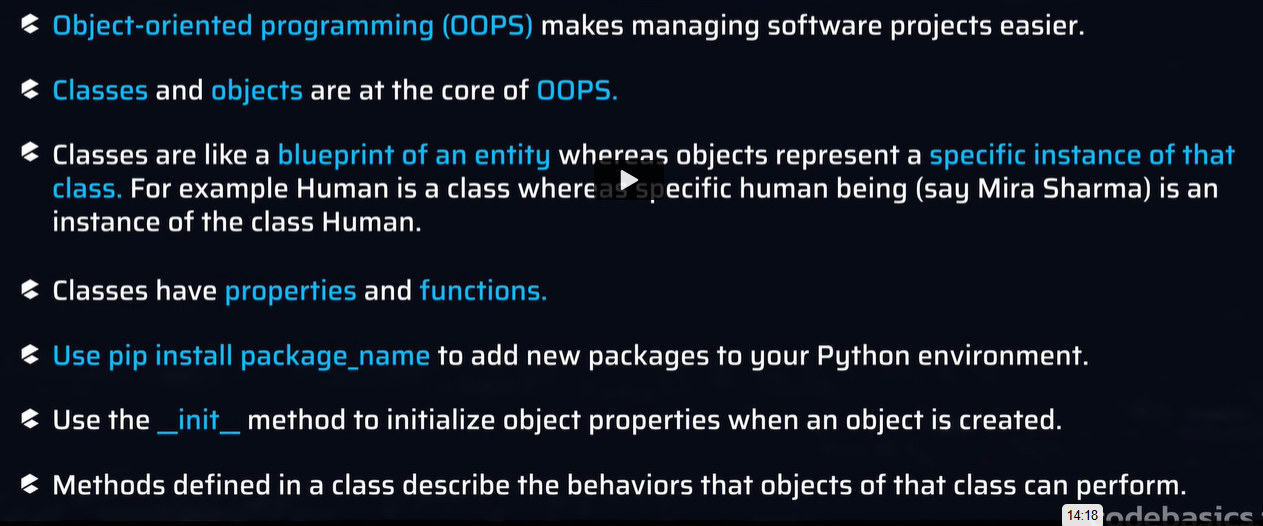 Object-oriented programming (OOPS) makes managing software projects easier.
Classes and objects are at the core of OOPS.
Classes are like a blueprint of an entity whereas objects represent a specific instance of that
class. For example Human is a class whereas specific human being (say Mira Sharma) is an
instance of the class Human.
Classes have properties and functions.
Use pip install package_name to add new packages to your Python environment.
Use the __init__ method to initialize object properties when an object is created.
Methods defined in a class describe the behaviors that objects of that class can perform.
14:18 odebasics